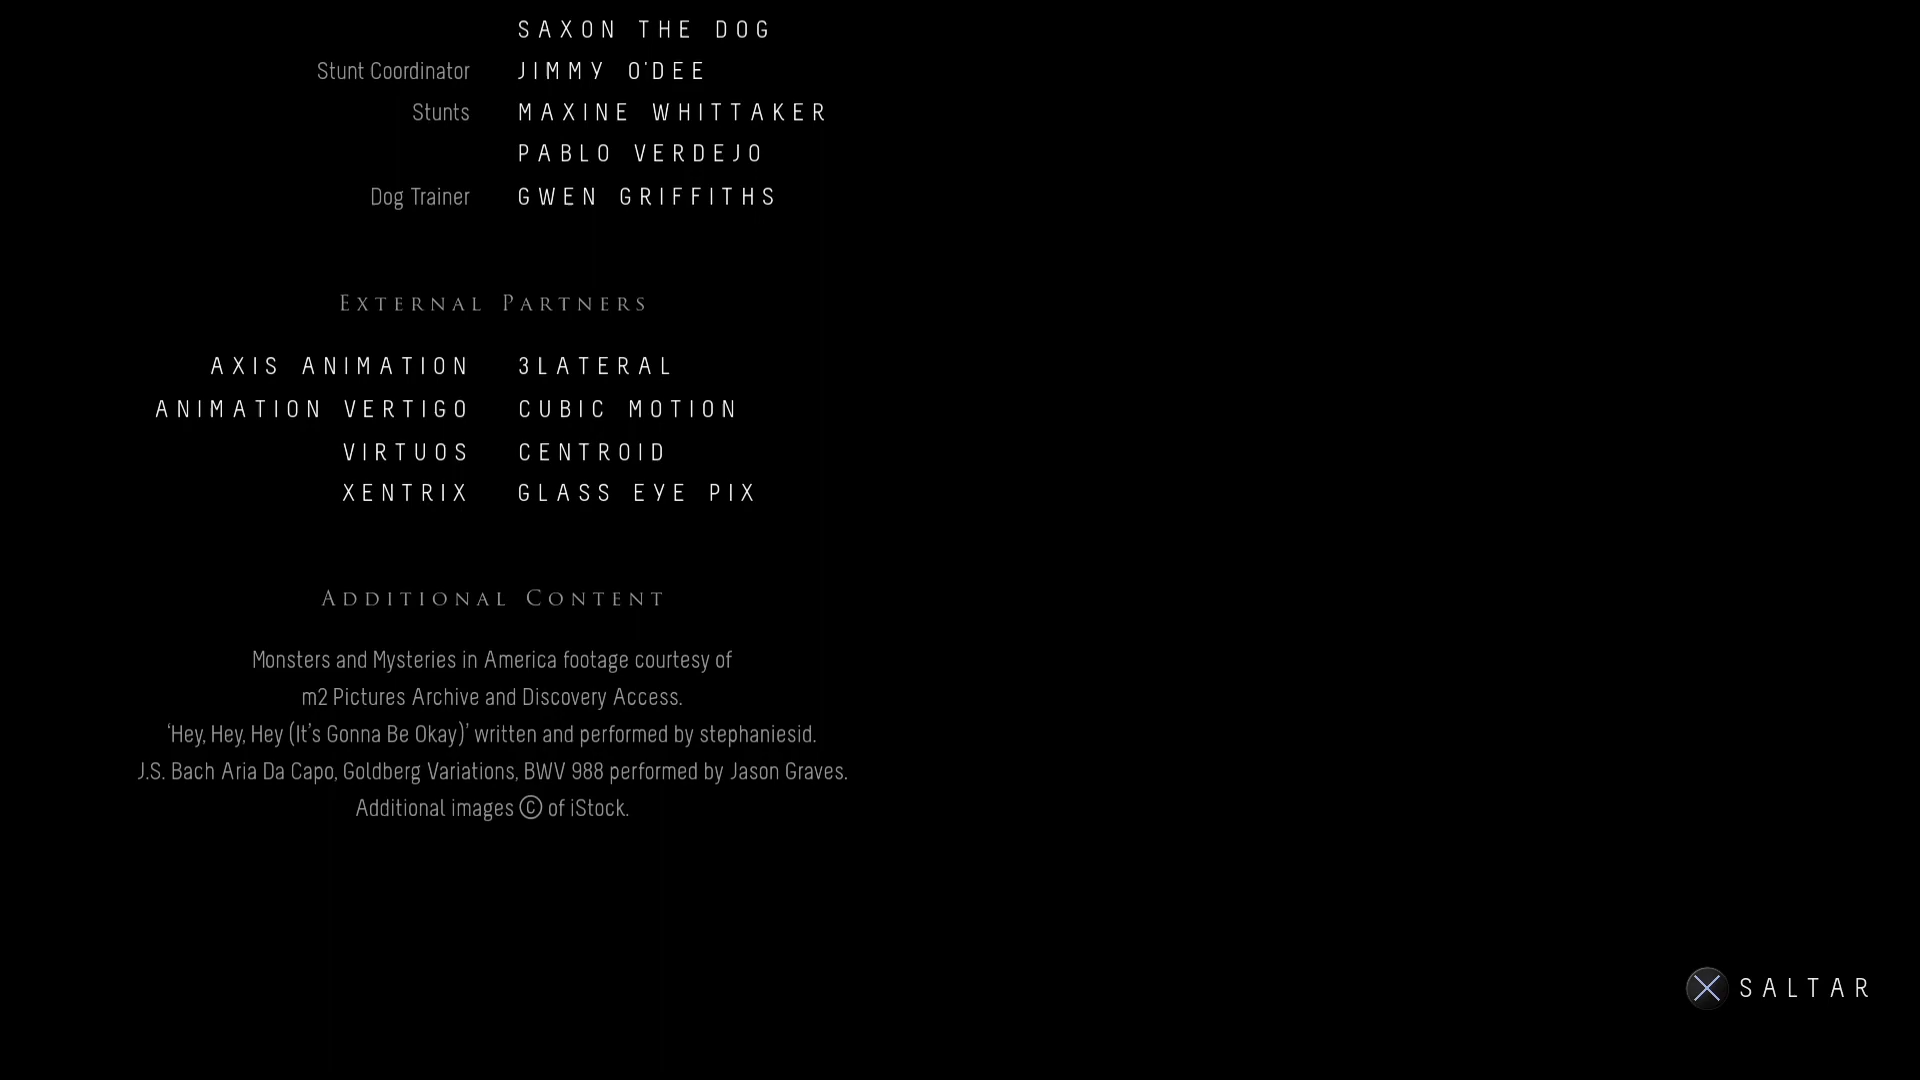 SAXON THE DOG
Stunt Coordinator JIMMY O'DEE
Stunts MAXINE WHITTAKER
PABLO VERDEJO
Dog Trainer GWEN GRIFFITHS
EXTERNAL PARTNERS
AXIS ANIMATION 3LATERAL
ANIMATION VERTIGO CUBIC MOTION
VIRTUOS CENTROID
XENTRIX GLASS EYE PIX
ADDITIONAL CONTENT
Monsters and Mysteries in America footage courtesy of
m2 Pictures Archive and Discovery Access.
‘Hey, Hey, Hey (It’s Gonna Be Okay)’ written and performed by stephaniesid.
J.S. Bach Aria Da Capo, Goldberg Variations, BWV 988 performed by Jason Graves.
Additional images © of iStock.
SALTAR